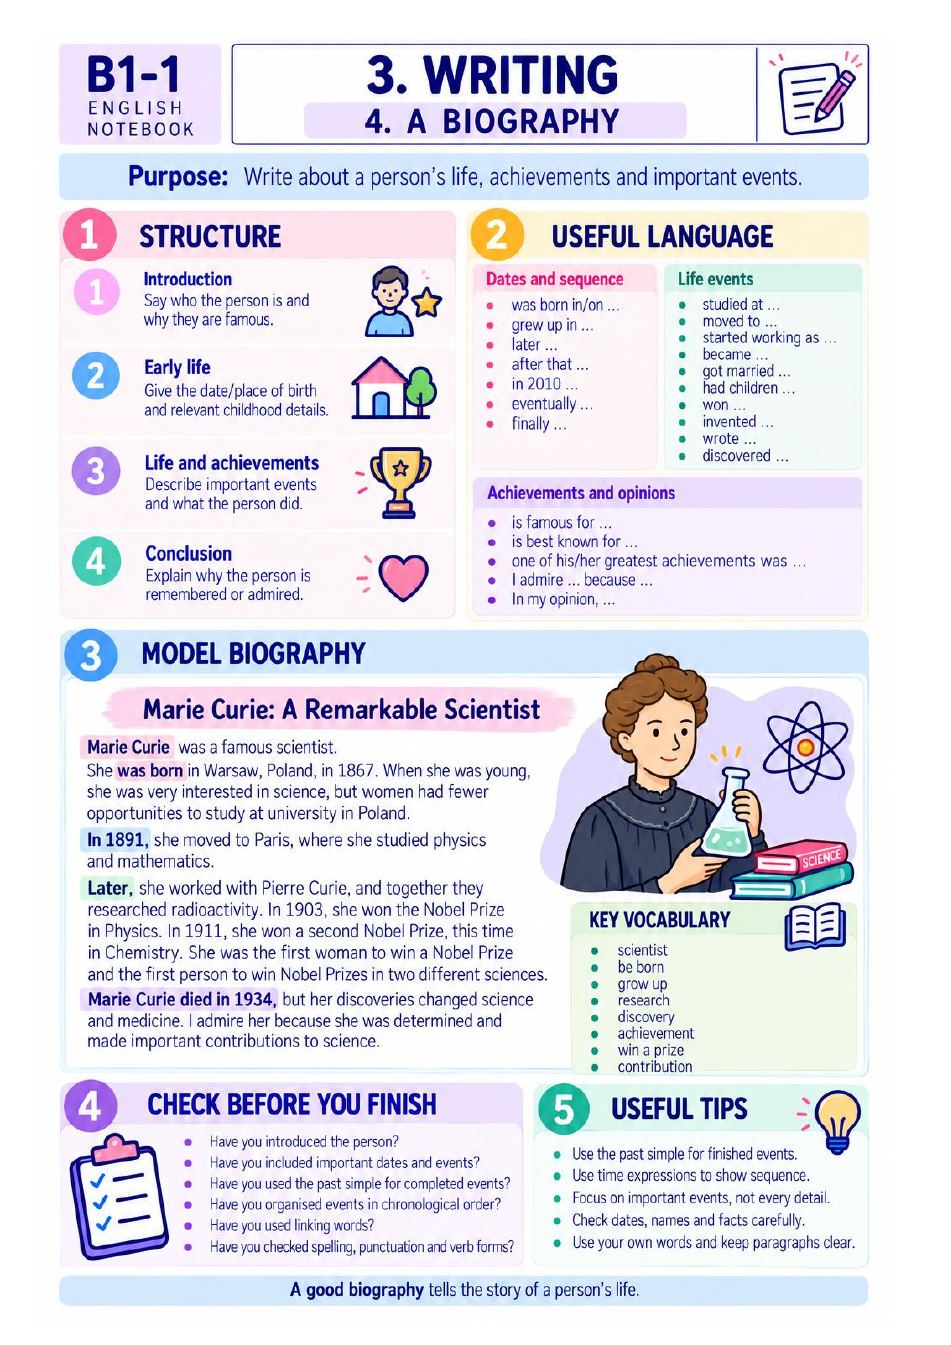 B1-1
ENGLISH
NOTEBOOK
3. WRITING
4. A BIOGRAPHY
Purpose: Write about a person's life, achievements and important events.
1 STRUCTURE
1
Introduction
Say who the person is and
why they are famous.
2
Early life
Give the date/place of birth
and relevant childhood details.
3
Life and achievements
Describe important events
and what the person did.
4
Conclusion
Explain why the person is
remembered or admired.
2 USEFUL LANGUAGE
Dates and sequence
• was born in/on ...
• grew up in ...
• later ...
• after that ...
• in 2010 ...
• eventually ...
• finally ...
Life events
• studied at ...
• moved to ...
• started working as ...
• became ...
• got married ...
• had children ...
• won ...
• invented ...
• wrote ...
• discovered ...
Achievements and opinions
• is famous for ...
• is best known for ...
• one of his/her greatest achievements was ...
• I admire ... because ...
• In my opinion, ...
3 MODEL BIOGRAPHY
Marie Curie: A Remarkable Scientist
Marie Curie was a famous scientist.
She was born in Warsaw, Poland, in 1867. When she was young,
she was very interested in science, but women had fewer
opportunities to study at university in Poland.
In 1891, she moved to Paris, where she studied physics
and mathematics.
Later, she worked with Pierre Curie, and together they
researched radioactivity. In 1903, she won the Nobel Prize
in Physics. In 1911, she won a second Nobel Prize, this time
in Chemistry. She was the first woman to win a Nobel Prize
and the first person to win Nobel Prizes in two different sciences.
Marie Curie died in 1934, but her discoveries changed science
and medicine. I admire her because she was determined and
made important contributions to science.
SCIENCE
KEY VOCABULARY
• scientist
• be born
• grow up
• research
• discovery
• achievement
• win a prize
• contribution
4 CHECK BEFORE YOU FINISH
• Have you introduced the person?
• Have you included important dates and events?
• Have you used the past simple for completed events?
• Have you organised events in chronological order?
• Have you used linking words?
• Have you checked spelling, punctuation and verb forms?
5 USEFUL TIPS
• Use the past simple for finished events.
• Use time expressions to show sequence.
• Focus on important events, not every detail.
• Check dates, names and facts carefully.
• Use your own words and keep paragraphs clear.
A good biography tells the story of a person's life.